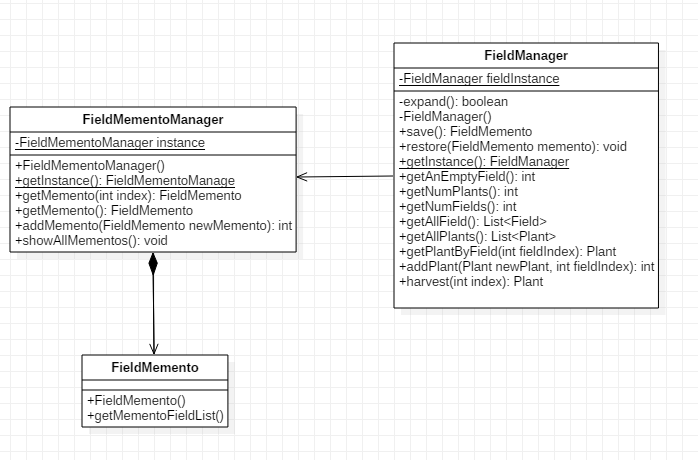 FieldManager
-FieldManager fieldInstance
-expand(): boolean
-FieldManager()
+save(): FieldMemento
+restore(FieldMemento memento): void
+getInstance(): FieldManager
+getAnEmptyField(): int
+getNumPlants(): int
+getNumFields(): int
+getAllField(): List<Field>
+getAllPlants(): List<Plant>
+getPlantByField(int fieldIndex): Plant
+addPlant(Plant newPlant, int fieldIndex): int
+harvest(int index): Plant
FieldMementoManager
-FieldMementoManager instance
+FieldMementoManager()
+getInstance(): FieldMementoManage
+getMemento(int index): FieldMemento
+getMemento(): FieldMemento
+addMemento(FieldMemento newMemento): int
+showAllMementos(): void
FieldMemento
+FieldMemento()
+getMementoFieldList()